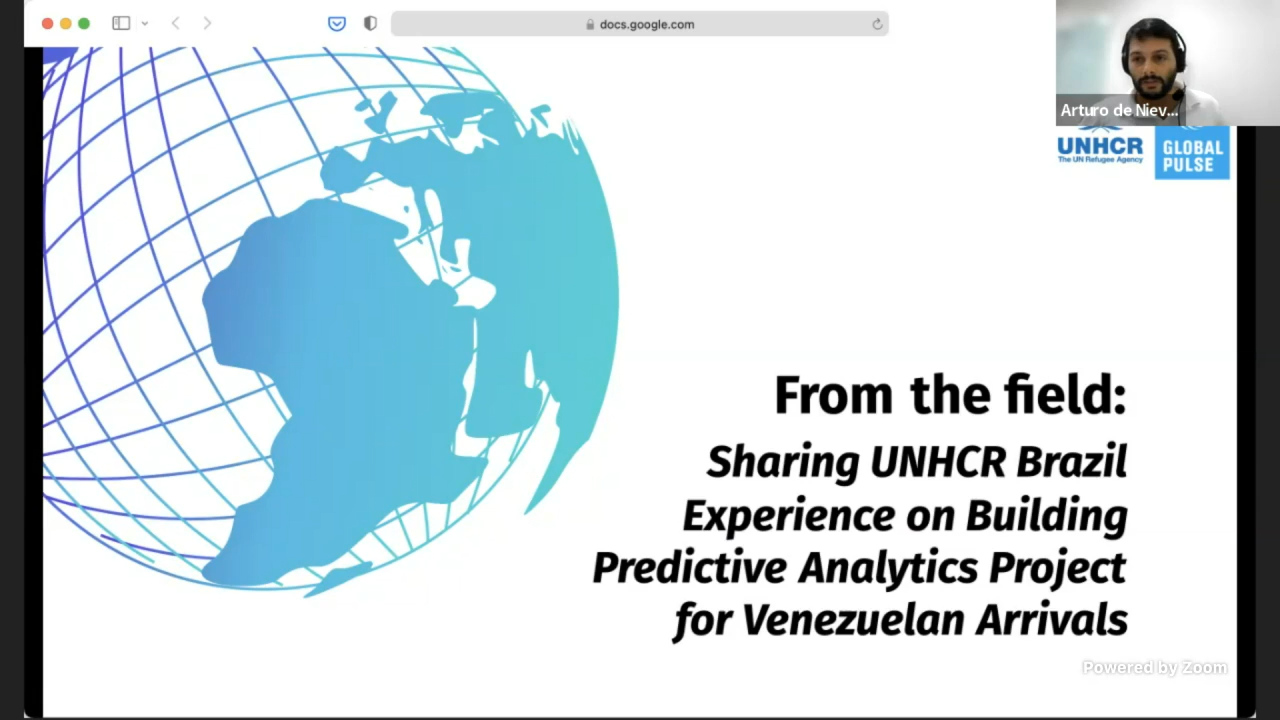 docs.google.com
Arturo de Niev...
UNHCR
The UN Refugee Agency
GLOBAL
PULSE
From the field:
Sharing UNHCR Brazil
Experience on Building
Predictive Analytics Project
for Venezuelan Arrivals
Powered by Zoom